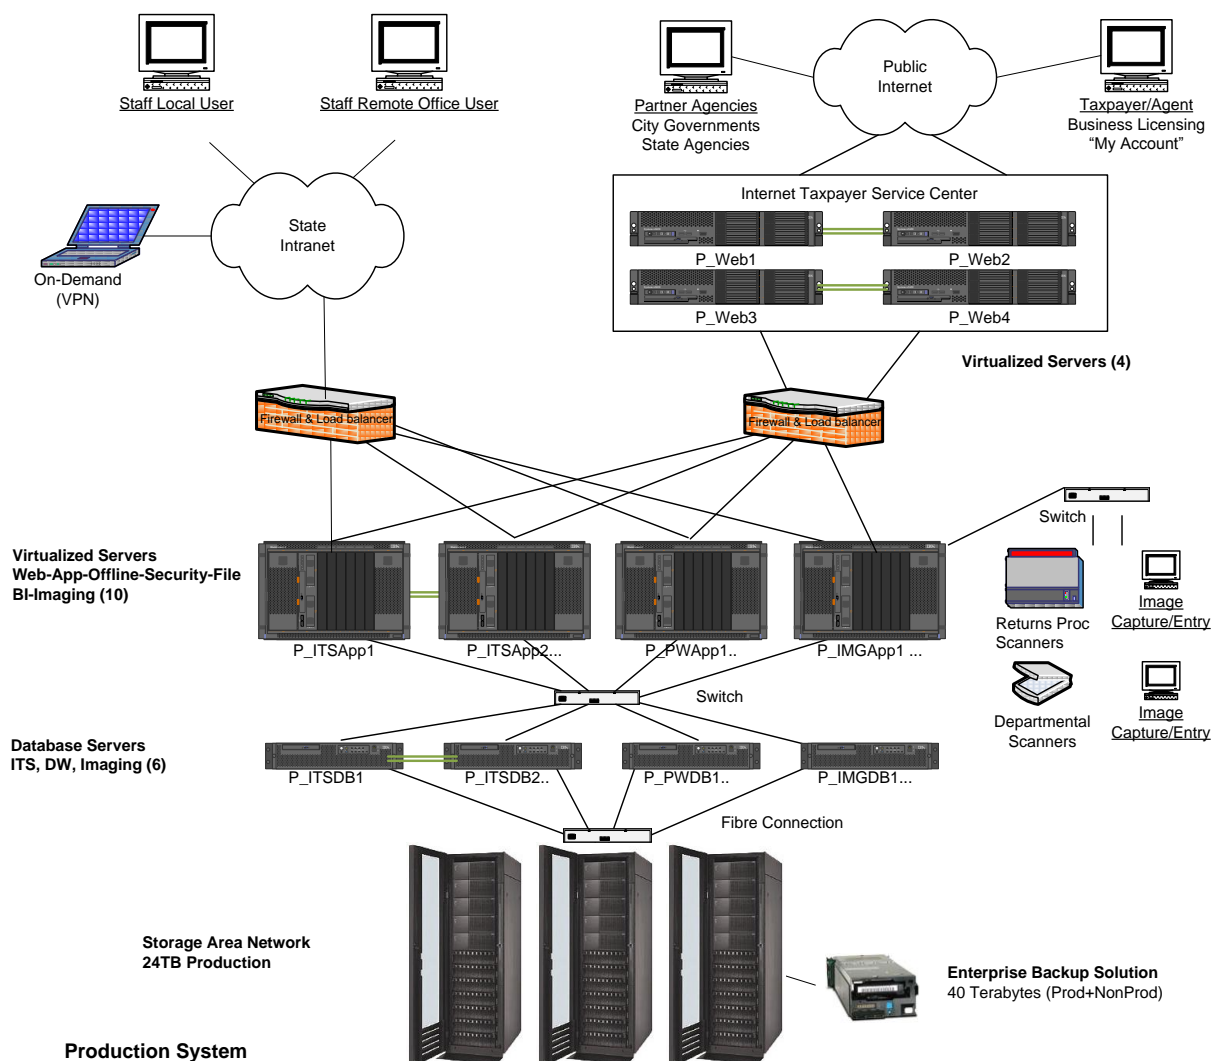 Staff Local User
Staff Remote Office User
Partner Agencies
City Governments
State Agencies
Public
Internet
Taxpayer/Agent
Business Licensing
“My Account”
State
Intranet
On-Demand
(VPN)
Internet Taxpayer Service Center
P_Web1
P_Web2
P_Web3
P_Web4
Virtualized Servers (4)
Firewall & Load balancer
Firewall & Load balancer
Switch
Virtualized Servers
Web-App-Offline-Security-File
BI-Imaging (10)
P_ITSApp1
P_ITSApp2...
P_PWApp1..
P_IMGApp1 ...
Returns Proc
Scanners
Image
Capture/Entry
Departmental
Scanners
Image
Capture/Entry
Switch
Database Servers
ITS, DW, Imaging (6)
P_ITSDB1
P_ITSDB2..
P_PWDB1..
P_IMGDB1...
Fibre Connection
Storage Area Network
24TB Production
Enterprise Backup Solution
40 Terabytes (Prod+NonProd)
Production System